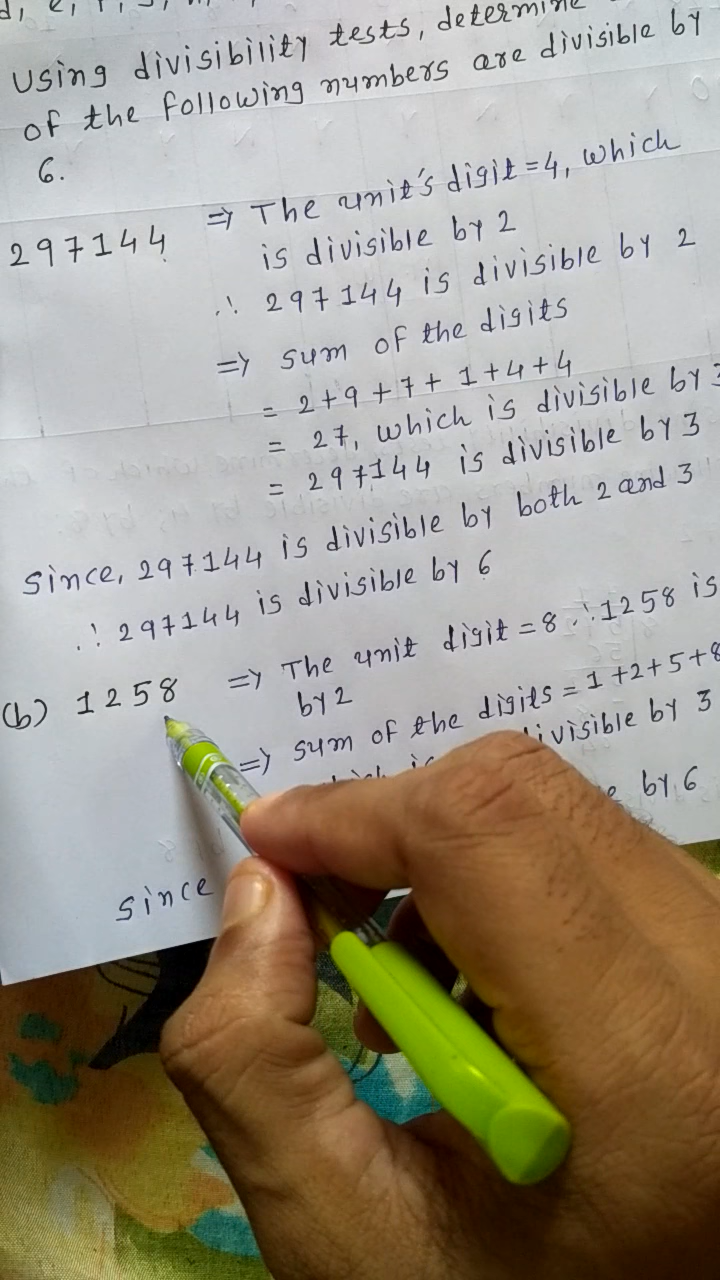 Using divisibility tests, determine
of the following numbers are divisible by
6.
297144 ⇒ The unit's digit = 4, which
is divisible by 2
∴ 297144 is divisible by 2
⇒ sum of the digits
= 2+9+7+1+4+4
= 27, which is divisible by 3
= 297144 is divisible by 3
Since, 297144 is divisible by both 2 and 3
∴ 297144 is divisible by 6
(b) 1258 ⇒ The unit digit = 8 ∴ 1258 is
by 2
⇒ sum of the digits = 1+2+5+8
divisible by 3
by 6
since